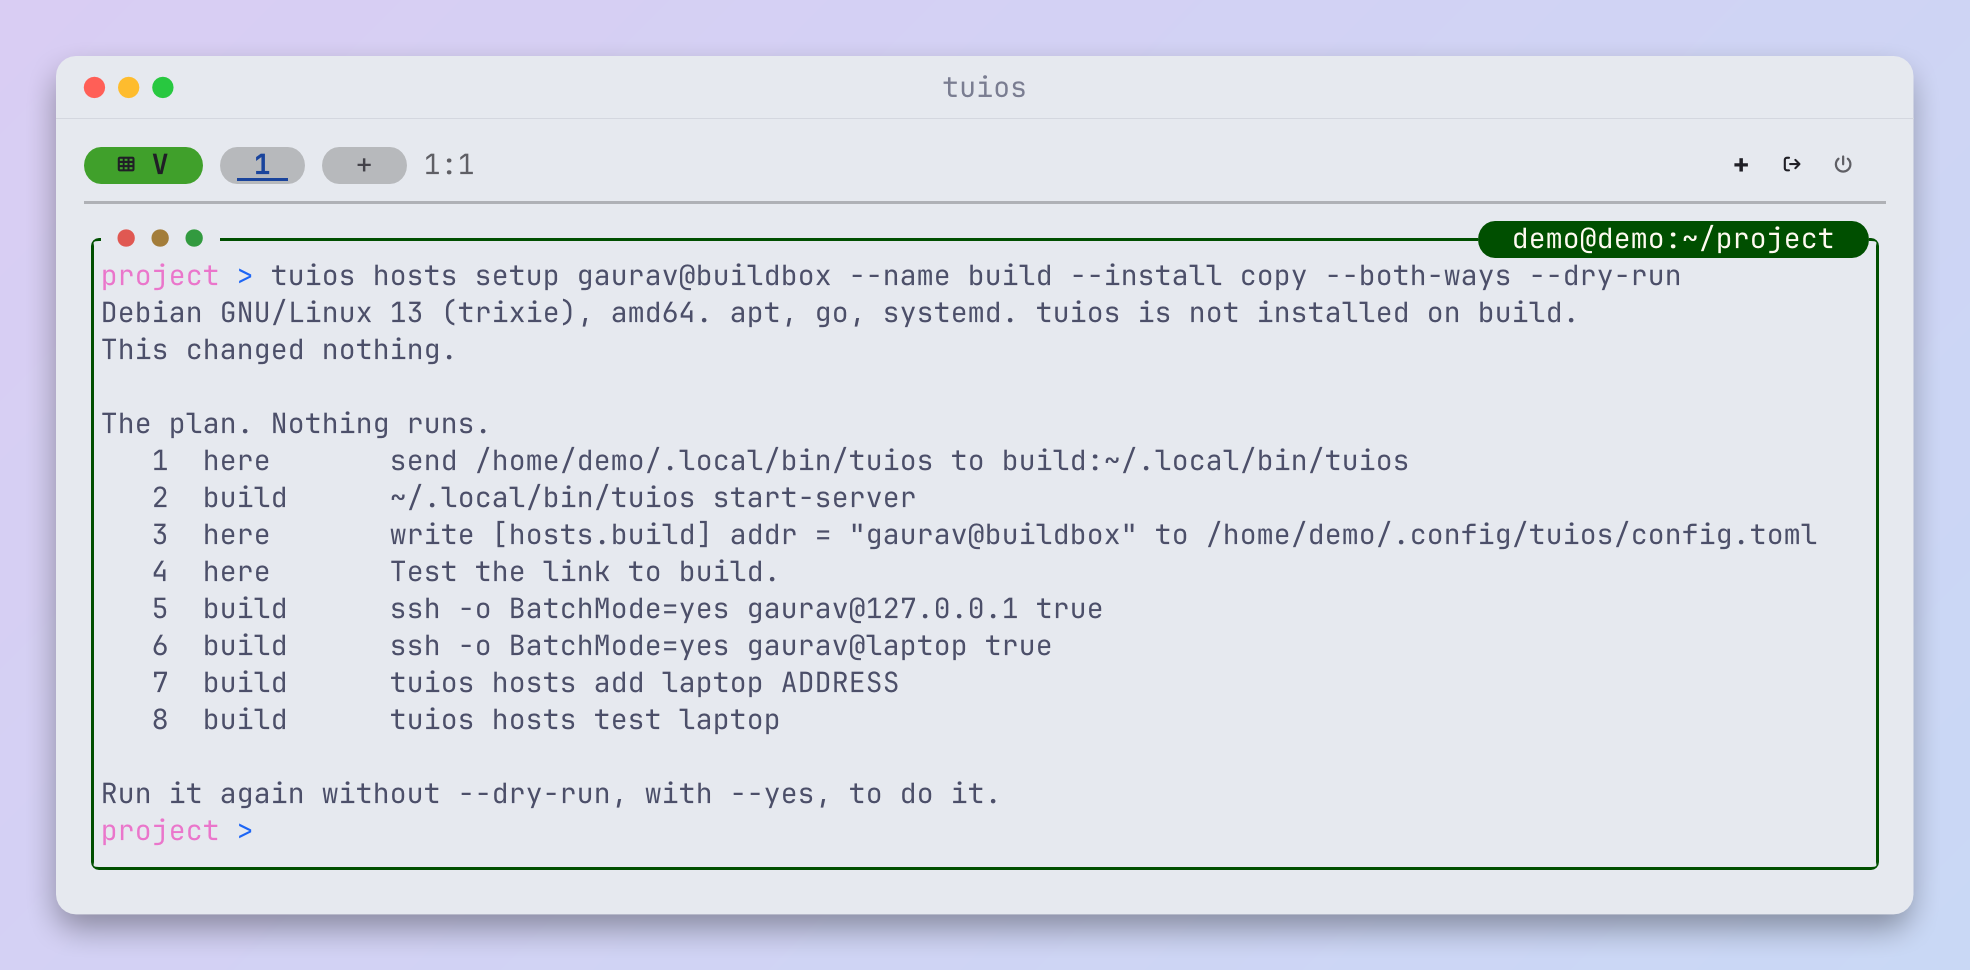 tuios
V 1 + 1:1
demo@demo:~/project
project > tuios hosts setup gaurav@buildbox --name build --install copy --both-ways --dry-run
Debian GNU/Linux 13 (trixie), amd64. apt, go, systemd. tuios is not installed on build.
This changed nothing.
The plan. Nothing runs.
1 here send /home/demo/.local/bin/tuios to build:~/.local/bin/tuios
2 build ~/.local/bin/tuios start-server
3 here write [hosts.build] addr = "gaurav@buildbox" to /home/demo/.config/tuios/config.toml
4 here Test the link to build.
5 build ssh -o BatchMode=yes gaurav@127.0.0.1 true
6 build ssh -o BatchMode=yes gaurav@laptop true
7 build tuios hosts add laptop ADDRESS
8 build tuios hosts test laptop
Run it again without --dry-run, with --yes, to do it.
project >